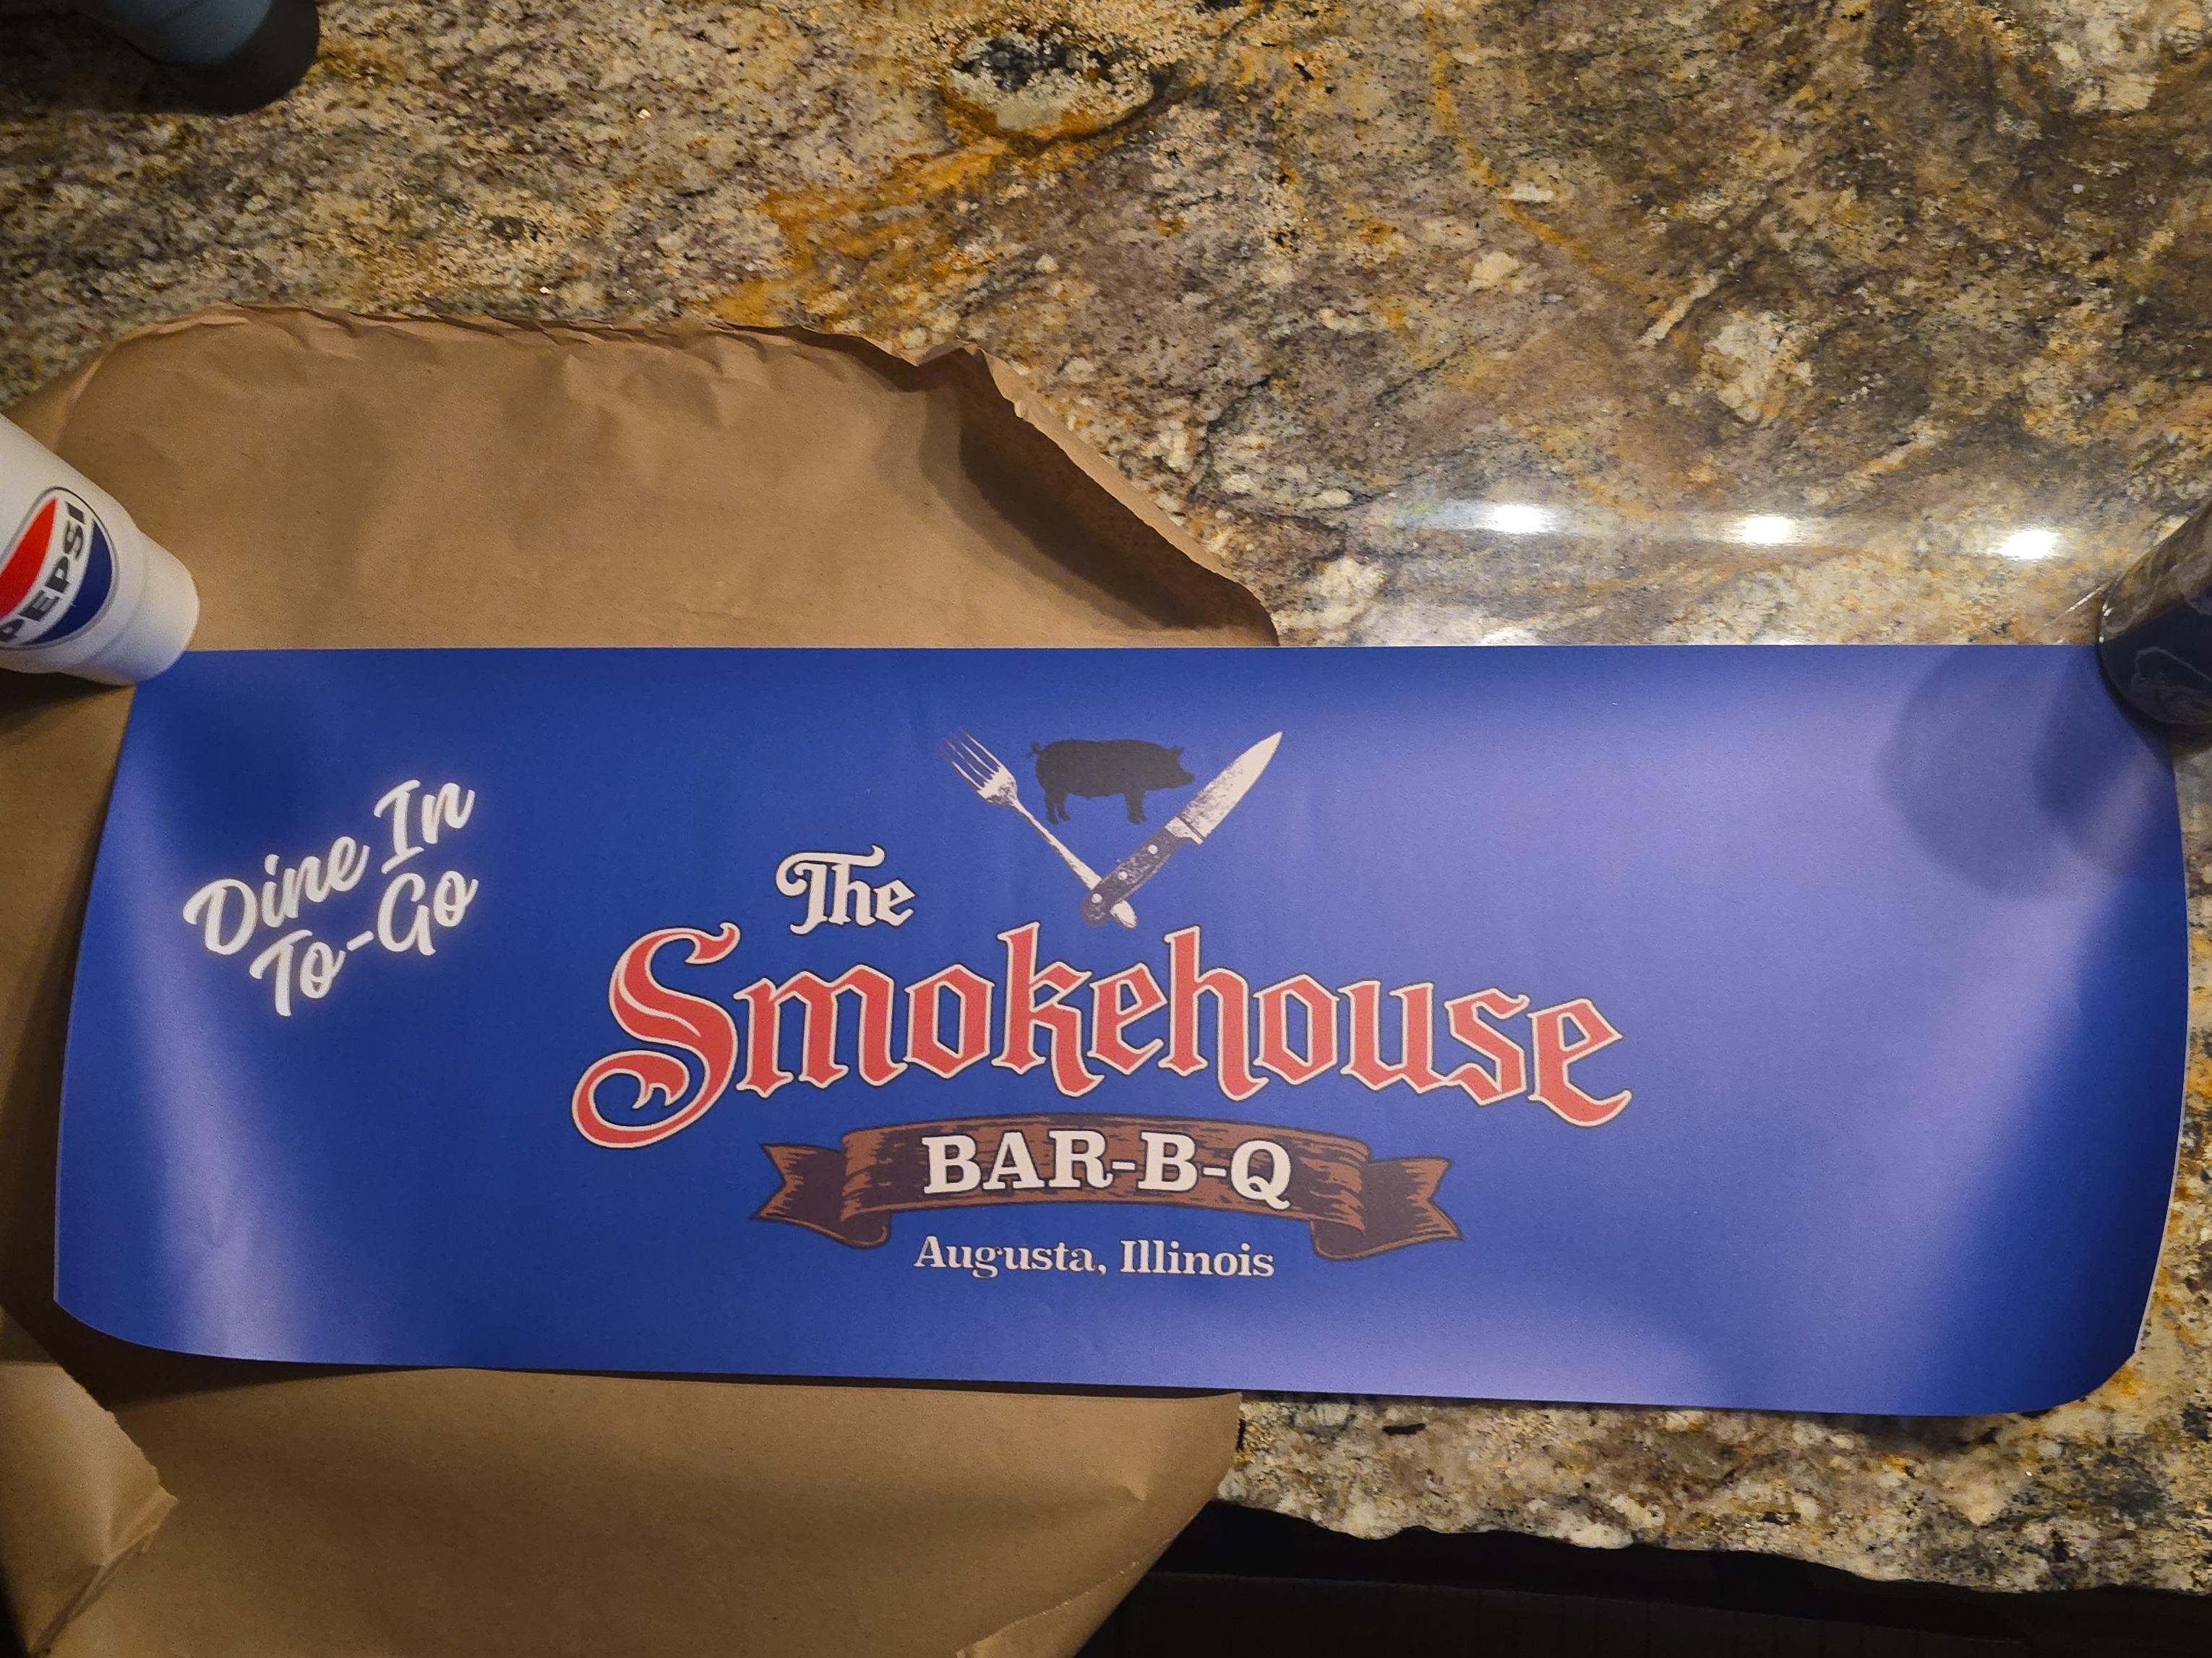 PEPSI
Dine In
To-Go
The
Smokehouse
BAR-B-Q
Augusta, Illinois